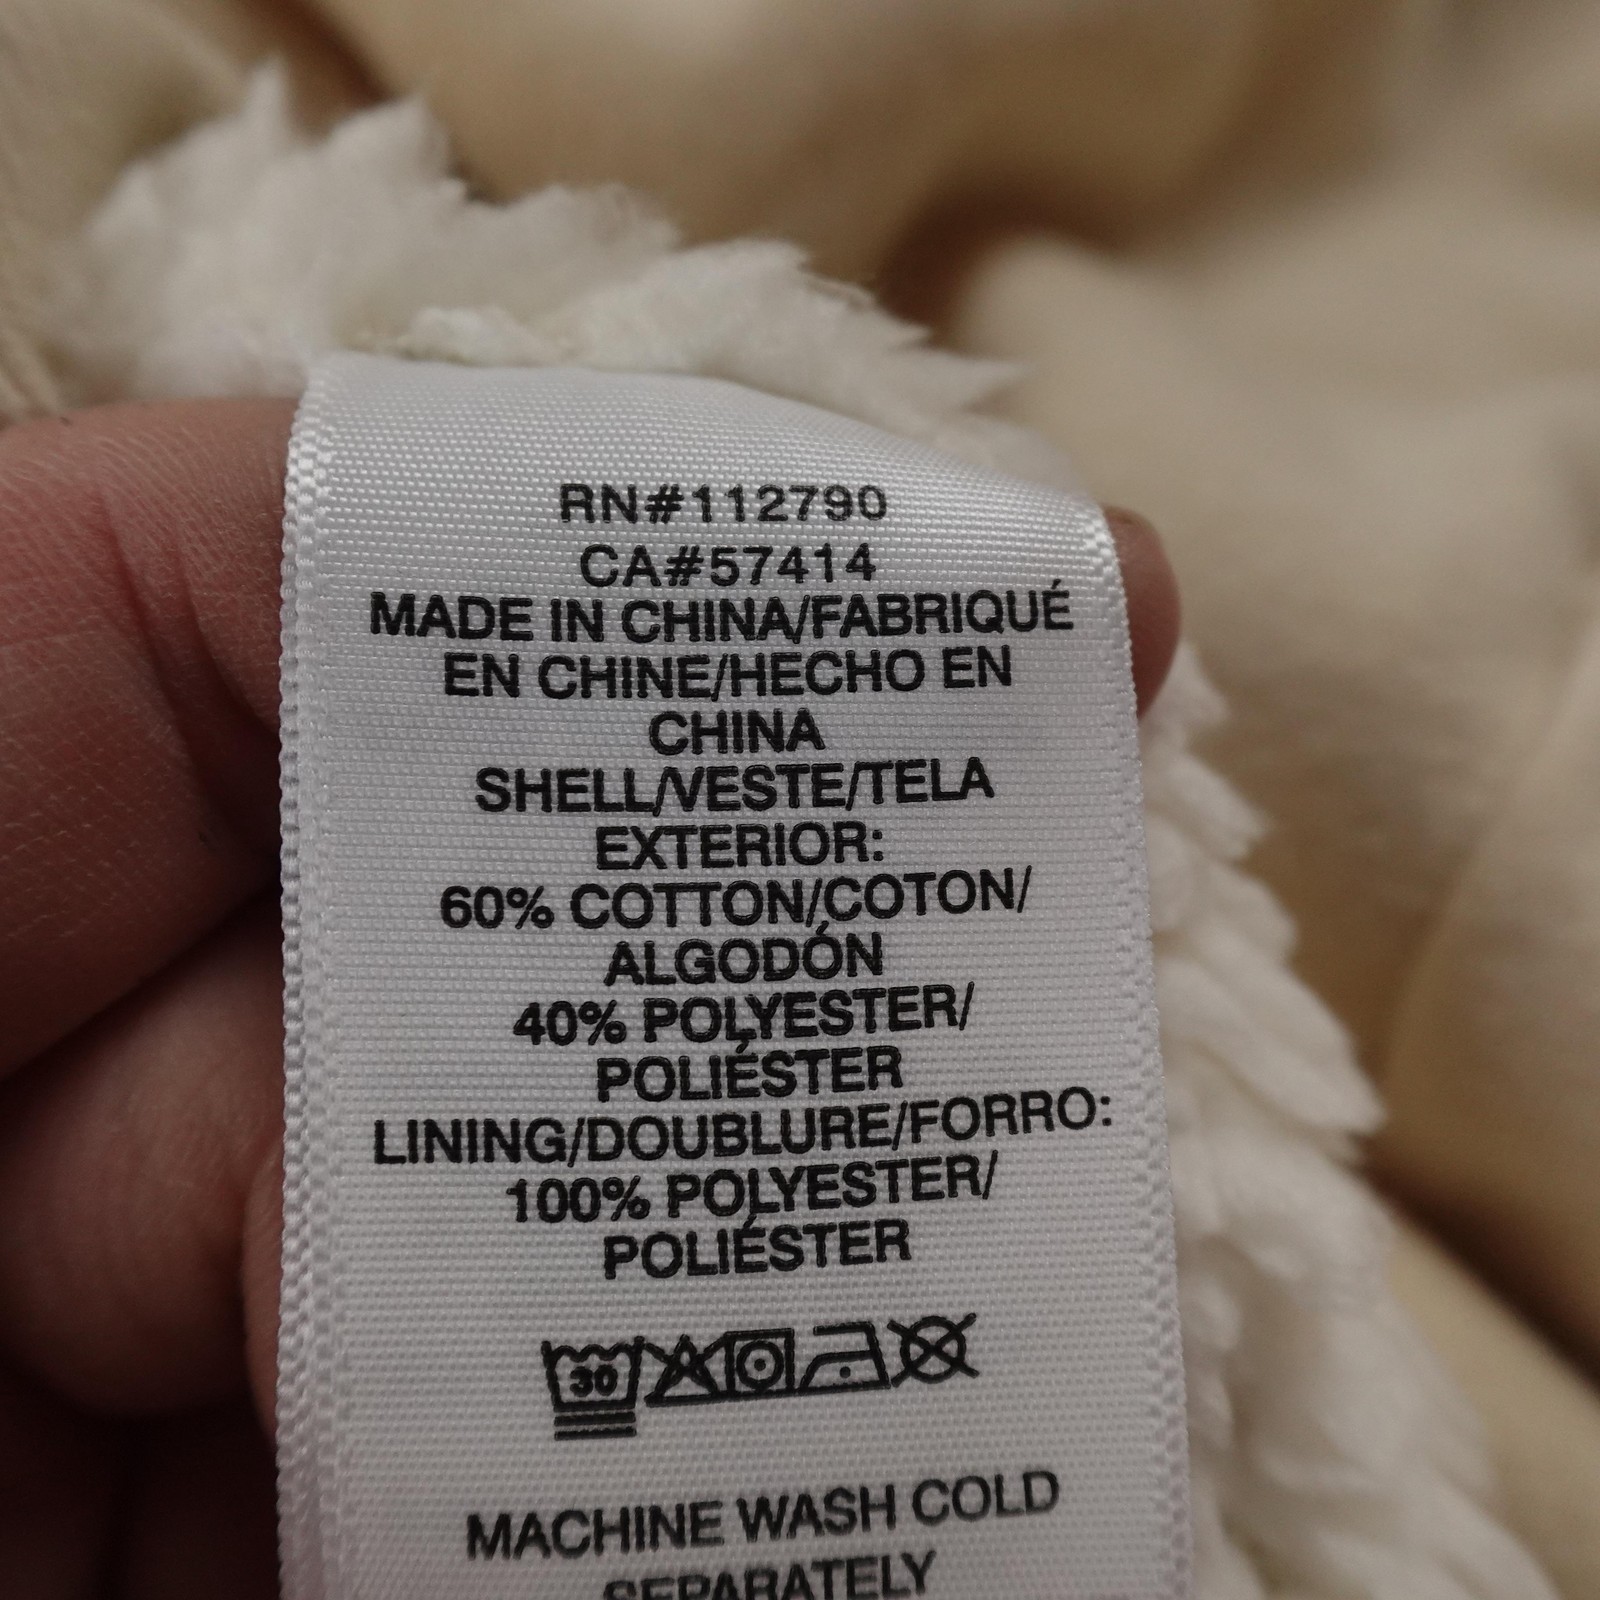 RN#112790
CA#57414
MADE IN CHINA/FABRIQUÉ
EN CHINE/HECHO EN
CHINA
SHELL/VESTE/TELA
EXTERIOR:
60% COTTON/COTON/
ALGODÓN
40% POLYESTER/
POLIÉSTER
LINING/DOUBLURE/FORRO:
100% POLYESTER/
POLIÉSTER
30
MACHINE WASH COLD
SEPARATELY